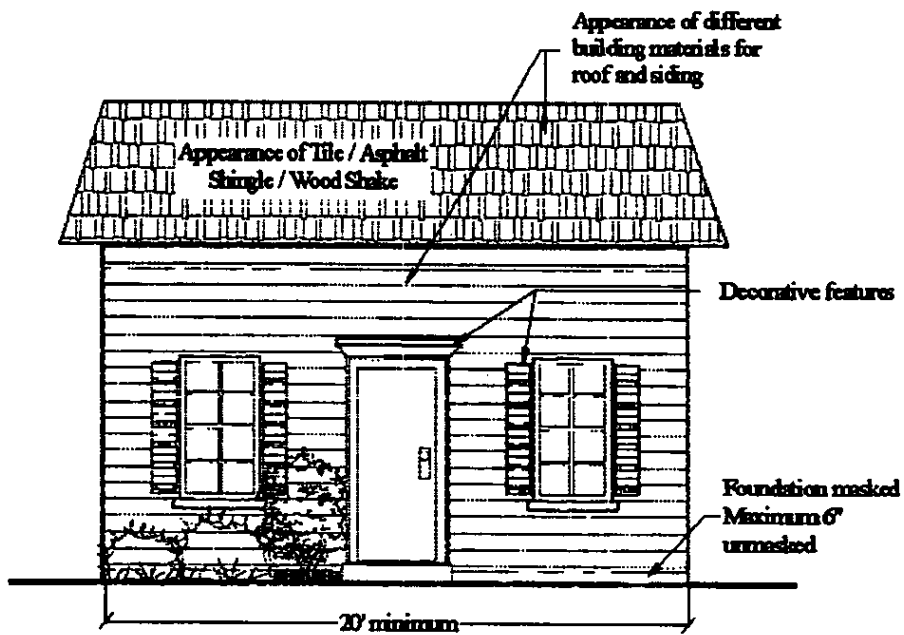 Appearance of different
building materials for
roof and siding
Appearance of Tile / Asphalt
Shingle / Wood Shake
Decorative features
Foundation masked
Maximum 6"
unmasked
20' minimum